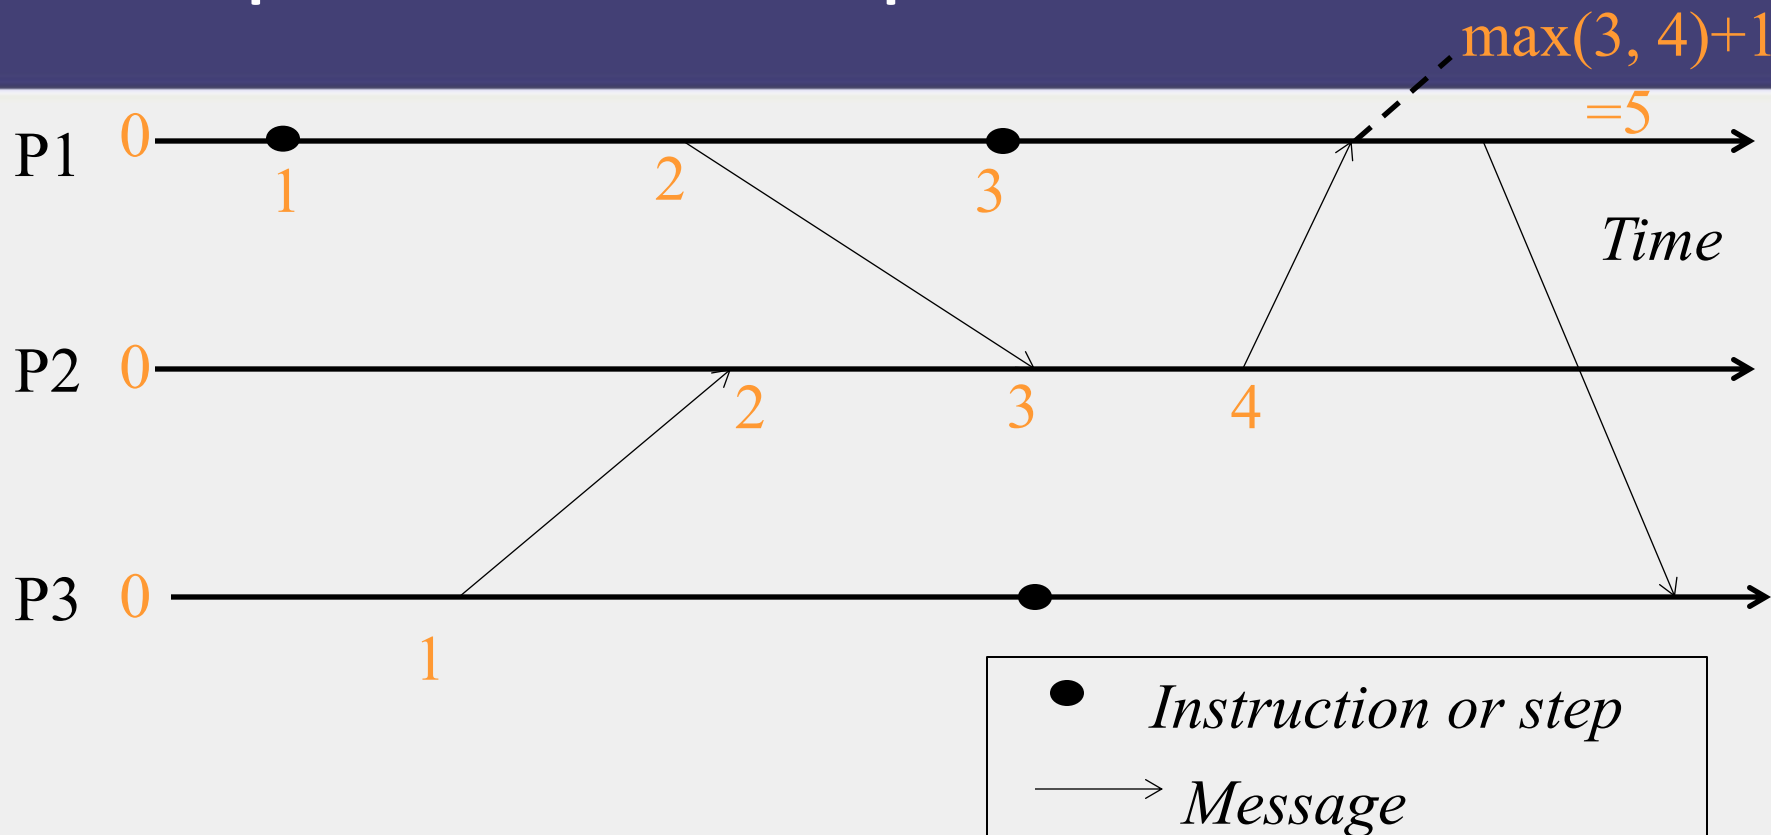 max(3, 4)+1
=5
P1 0
1 2 3
Time
P2 0
2 3 4
P3 0
1
Instruction or step
Message